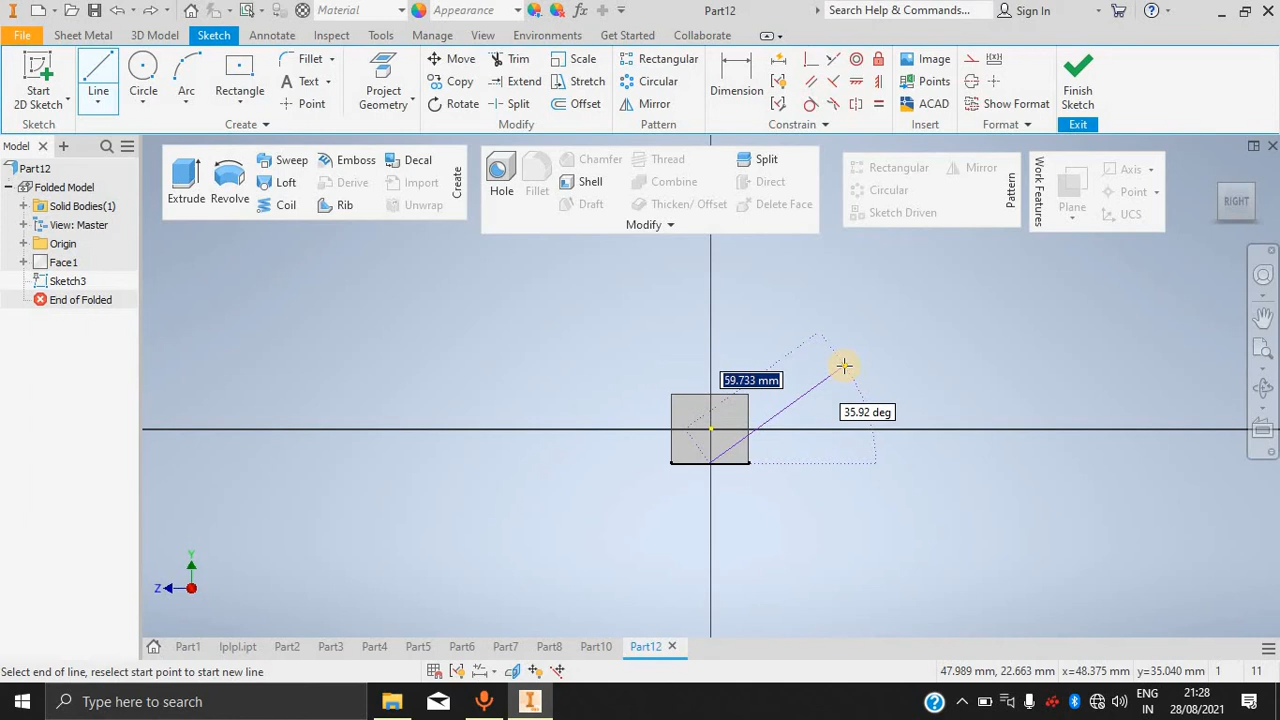 Material
Appearance
fx
Part12
Search Help & Commands...
Sign In
File
Sheet Metal
3D Model
Sketch
Annotate
Inspect
Tools
Manage
View
Environments
Get Started
Collaborate
Start
2D Sketch
Line
Circle
Arc
Rectangle
Fillet
Text
Point
Project
Geometry
Move
Copy
Rotate
Trim
Extend
Split
Scale
Stretch
Offset
Rectangular
Circular
Mirror
Dimension
Image
Points
ACAD
Show Format
Finish
Sketch
Sketch
Create
Modify
Pattern
Constrain
Insert
Format
Exit
Model
Part12
Folded Model
Solid Bodies(1)
View: Master
Origin
Face1
Sketch3
End of Folded
Extrude
Revolve
Sweep
Loft
Coil
Emboss
Derive
Rib
Decal
Import
Unwrap
Create
Hole
Fillet
Chamfer
Shell
Draft
Thread
Combine
Thicken/ Offset
Split
Direct
Delete Face
Modify
Rectangular
Mirror
Circular
Sketch Driven
Pattern
Work Features
Plane
Axis
Point
UCS
RIGHT
59.733 mm
35.92 deg
Y
Z
Part1
lplpl.ipt
Part2
Part3
Part4
Part5
Part6
Part7
Part8
Part10
Part12
Select end of line, reselect start point to start new line
47.989 mm, 22.663 mm
x=48.375 mm
y=35.040 mm
1
11
Type here to search
ENG
IN
21:28
28/08/2021